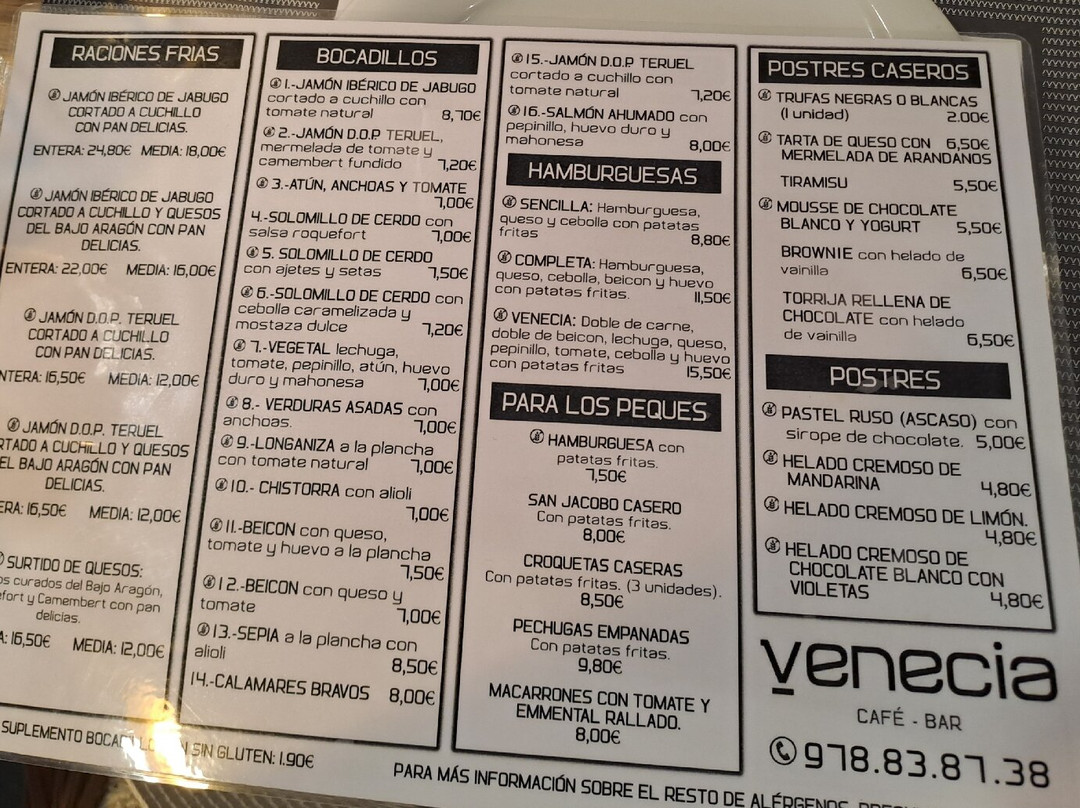 RACIONES FRIAS
JAMÓN IBÉRICO DE JABUGO
CORTADO A CUCHILLO
CON PAN DELICIAS.
ENTERA: 24,80€ MEDIA: 18,00€
JAMÓN IBÉRICO DE JABUGO
CORTADO A CUCHILLO Y QUESOS
DEL BAJO ARAGÓN CON PAN
DELICIAS.
ENTERA: 22,00€ MEDIA: 16,00€
JAMÓN D.O.P. TERUEL
CORTADO A CUCHILLO
CON PAN DELICIAS.
NTERA: 16,50€ MEDIA: 12,00€
JAMÓN D.O.P. TERUEL
RTADO A CUCHILLO Y QUESOS
EL BAJO ARAGÓN CON PAN
DELICIAS.
ERA: 16,50€ MEDIA: 12,00€
SURTIDO DE QUESOS:
os curados del Bajo Aragón,
efort y Camembert con pan
delicias.
A: 16,50€ MEDIA: 12,00€
BOCADILLOS
1.-JAMÓN IBÉRICO DE JABUGO
cortado a cuchillo con
tomate natural 8,70€
2.-JAMÓN D.O.P TERUEL,
mermelada de tomate y
camembert fundido 7,20€
3.-ATÚN, ANCHOAS Y TOMATE
7,00€
4.-SOLOMILLO DE CERDO con
salsa roquefort 7,00€
5. SOLOMILLO DE CERDO
con ajetes y setas 7,50€
6.-SOLOMILLO DE CERDO con
cebolla caramelizada y
mostaza dulce 7,20€
7.-VEGETAL lechuga,
tomate, pepinillo, atún, huevo
duro y mahonesa 7,00€
8.- VERDURAS ASADAS con
anchoas. 7,00€
9.-LONGANIZA a la plancha
con tomate natural 7,00€
10.- CHISTORRA con alioli
7,00€
11.-BEICON con queso,
tomate y huevo a la plancha
7,50€
12.-BEICON con queso y
tomate 7,00€
13.-SEPIA a la plancha con
alioli 8,50€
14.-CALAMARES BRAVOS 8,00€
15.-JAMÓN D.O.P TERUEL
cortado a cuchillo con
tomate natural 7,20€
16.-SALMÓN AHUMADO con
pepinillo, huevo duro y
mahonesa 8,00€
HAMBURGUESAS
SENCILLA: Hamburguesa,
queso y cebolla con patatas
fritas 8,80€
COMPLETA: Hamburguesa,
queso, cebolla, beicon y huevo
con patatas fritas. 11,50€
VENECIA: Doble de carne,
doble de beicon, lechuga, queso,
pepinillo, tomate, cebolla y huevo
con patatas fritas 15,50€
PARA LOS PEQUES
HAMBURGUESA con
patatas fritas.
7,50€
SAN JACOBO CASERO
Con patatas fritas.
8,00€
CROQUETAS CASERAS
Con patatas fritas. (3 unidades).
8,50€
PECHUGAS EMPANADAS
Con patatas fritas.
9,80€
MACARRONES CON TOMATE Y
EMMENTAL RALLADO.
8,00€
POSTRES CASEROS
TRUFAS NEGRAS O BLANCAS
(1 unidad) 2.00€
TARTA DE QUESO CON 6,50€
MERMELADA DE ARANDANOS
TIRAMISU 5,50€
MOUSSE DE CHOCOLATE
BLANCO Y YOGURT 5,50€
BROWNIE con helado de
vainilla 6,50€
TORRIJA RELLENA DE
CHOCOLATE con helado
de vainilla 6,50€
POSTRES
PASTEL RUSO (ASCASO) con
sirope de chocolate. 5,00€
HELADO CREMOSO DE
MANDARINA 4,80€
HELADO CREMOSO DE LIMÓN.
4,80€
HELADO CREMOSO DE
CHOCOLATE BLANCO CON
VIOLETAS 4,80€
venecia
CAFÉ - BAR
978.83.87.38
SUPLEMENTO SIN GLUTEN: 1.90€
PARA MÁS INFORMACIÓN SOBRE EL RESTO DE ALÉRGENOS,